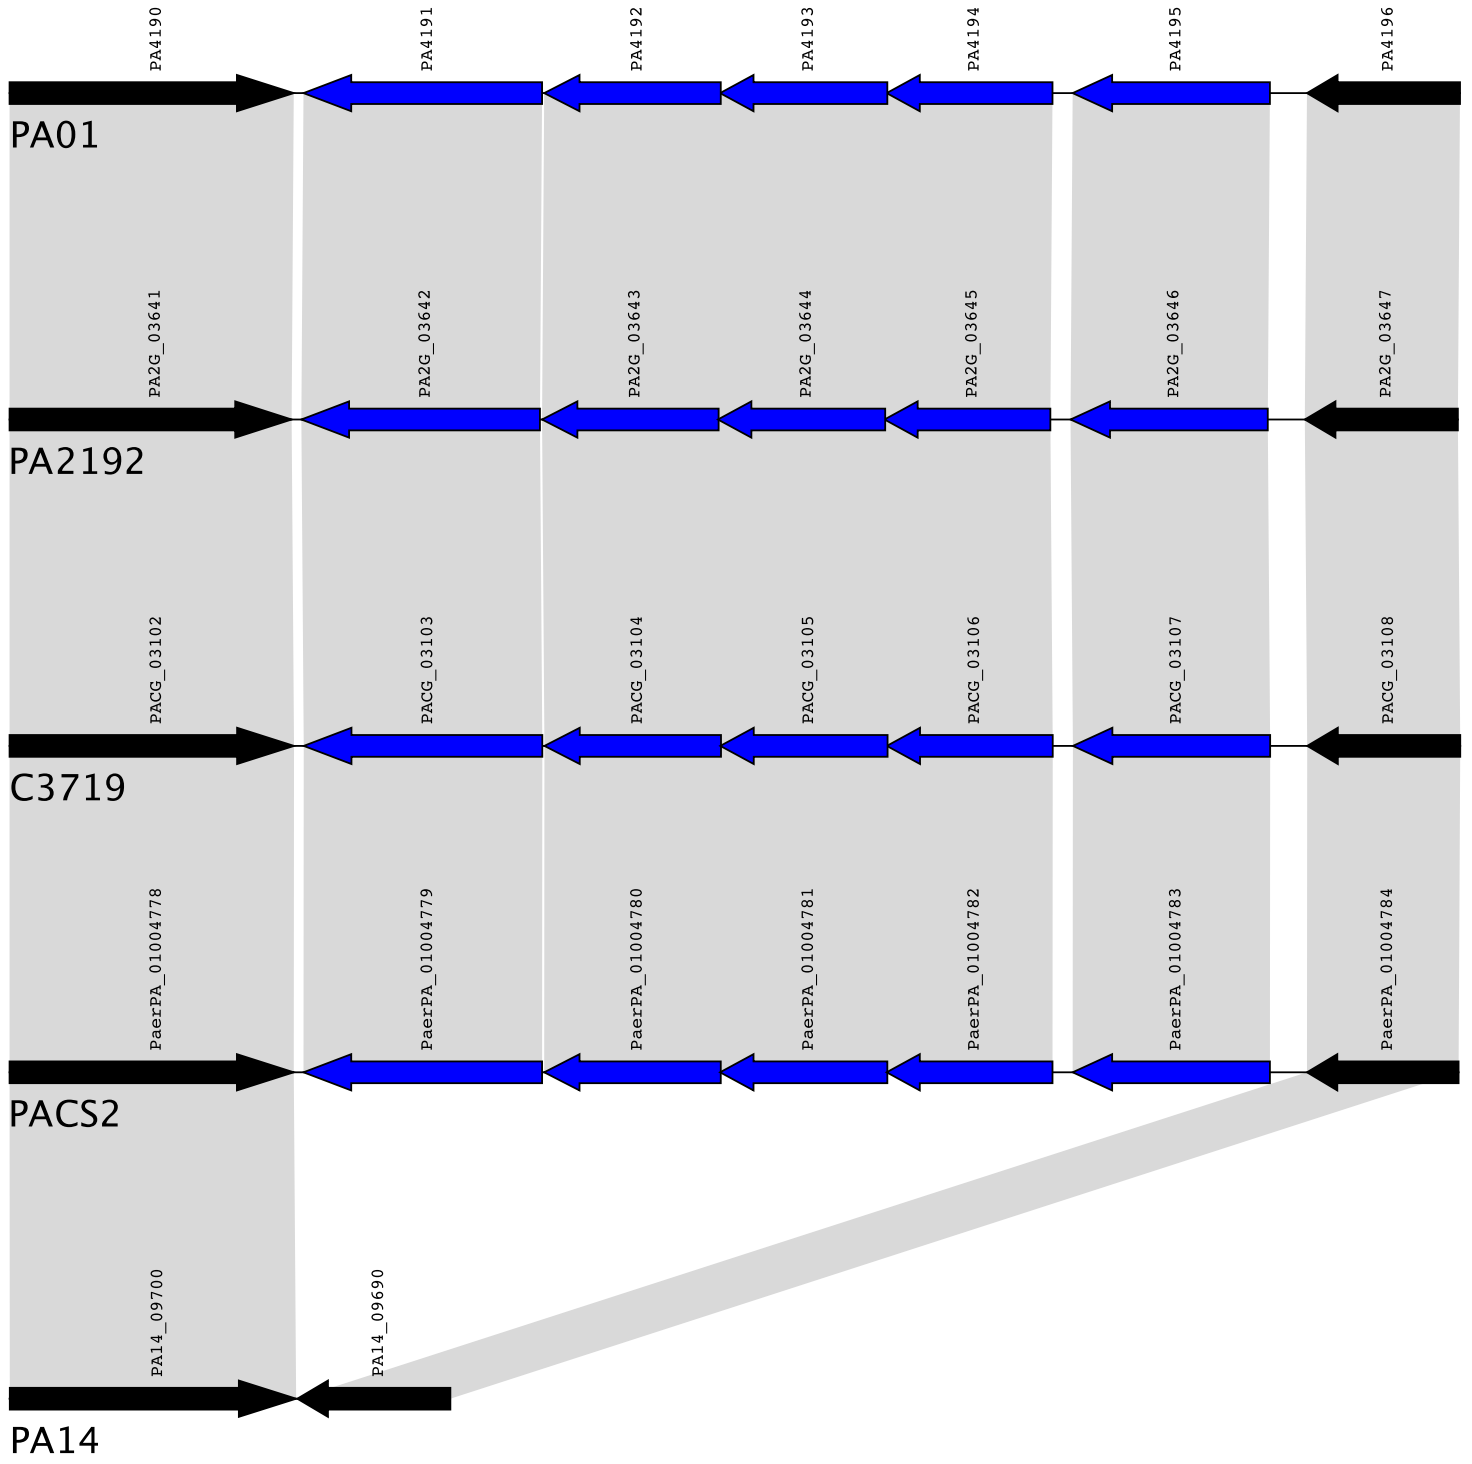 PA4190 PA4191 PA4192 PA4193 PA4194 PA4195 PA4196
PA01
PA2G_03641 PA2G_03642 PA2G_03643 PA2G_03644 PA2G_03645 PA2G_03646 PA2G_03647
PA2192
PACG_03102 PACG_03103 PACG_03104 PACG_03105 PACG_03106 PACG_03107 PACG_03108
C3719
PaerPA_01004778 PaerPA_01004779 PaerPA_01004780 PaerPA_01004781 PaerPA_01004782 PaerPA_01004783 PaerPA_01004784
PACS2
PA14_09700 PA14_09690
PA14